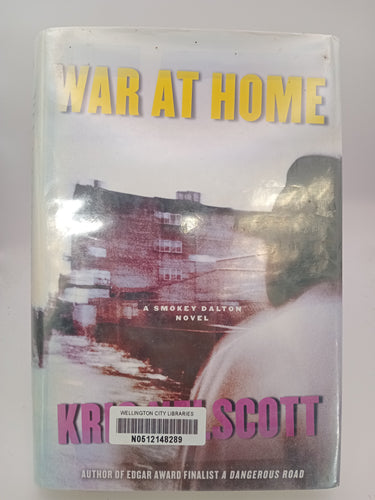 WAR AT HOME
A SMOKEY DALTON
NOVEL
SCOTT
WELLINGTON CITY LIBRARIES
N0512148289
AUTHOR OF EDGAR AWARD FINALIST A DANGEROUS ROAD